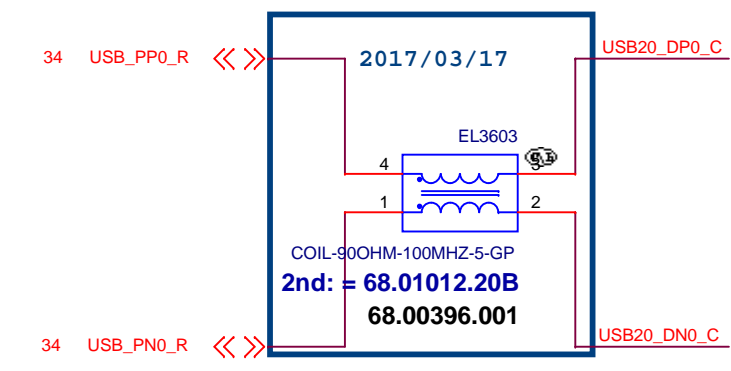 34 USB_PP0_R
2017/03/17
USB20_DP0_C
EL3603
4
1
2
COIL-90OHM-100MHZ-5-GP
2nd: = 68.01012.20B
68.00396.001
34 USB_PN0_R
USB20_DN0_C